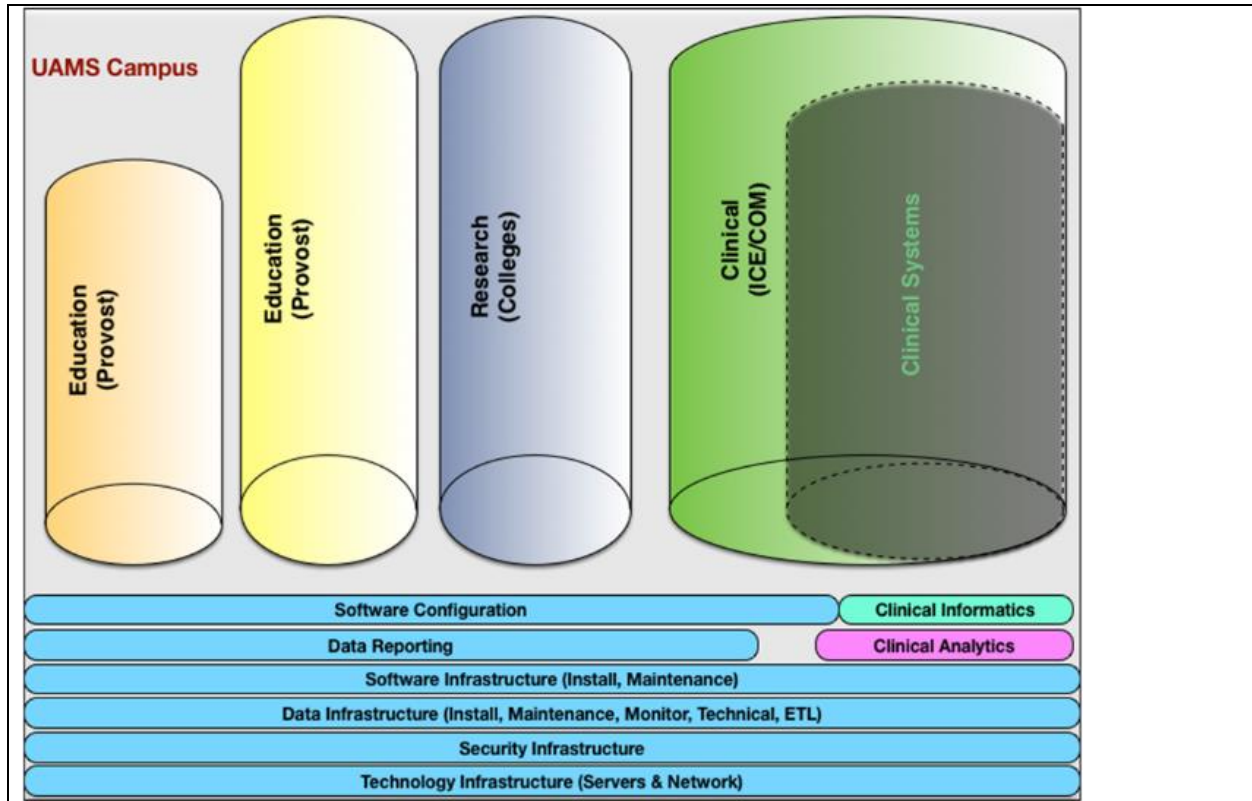 UAMS Campus
Education
(Provost)
Education
(Provost)
Research
(Colleges)
Clinical
(ICE/COM)
Clinical Systems
Software Configuration
Clinical Informatics
Data Reporting
Clinical Analytics
Software Infrastructure (Install, Maintenance)
Data Infrastructure (Install, Maintenance, Monitor, Technical, ETL)
Security Infrastructure
Technology Infrastructure (Servers & Network)